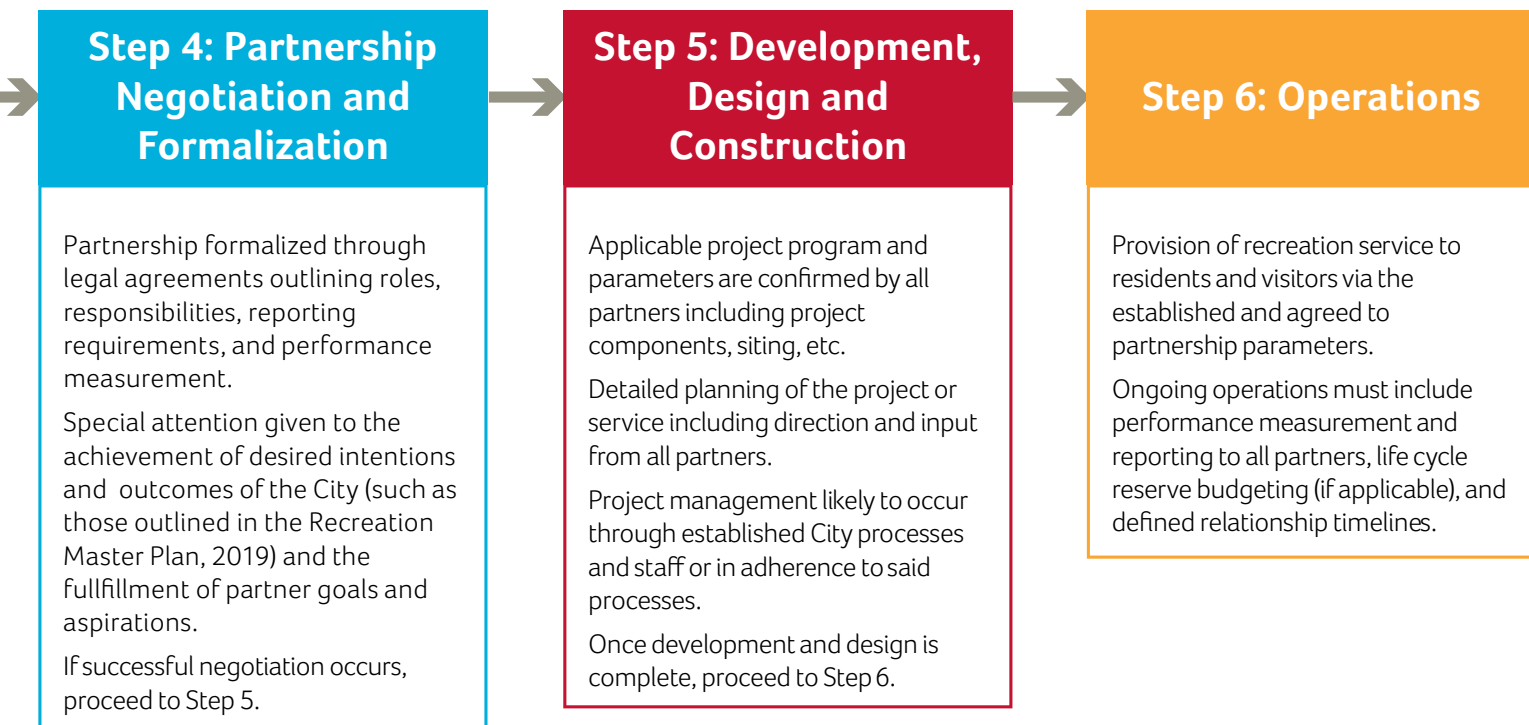 Step 4: Partnership
Negotiation and
Formalization
Partnership formalized through
legal agreements outlining roles,
responsibilities, reporting
requirements, and performance
measurement.
Special attention given to the
achievement of desired intentions
and outcomes of the City (such as
those outlined in the Recreation
Master Plan, 2019) and the
fullfillment of partner goals and
aspirations.
If successful negotiation occurs,
proceed to Step 5.
Step 5: Development,
Design and
Construction
Applicable project program and
parameters are confirmed by all
partners including project
components, siting, etc.
Detailed planning of the project or
service including direction and input
from all partners.
Project management likely to occur
through established City processes
and staff or in adherence to said
processes.
Once development and design is
complete, proceed to Step 6.
Step 6: Operations
Provision of recreation service to
residents and visitors via the
established and agreed to
partnership parameters.
Ongoing operations must include
performance measurement and
reporting to all partners, life cycle
reserve budgeting (if applicable), and
defined relationship timelines.